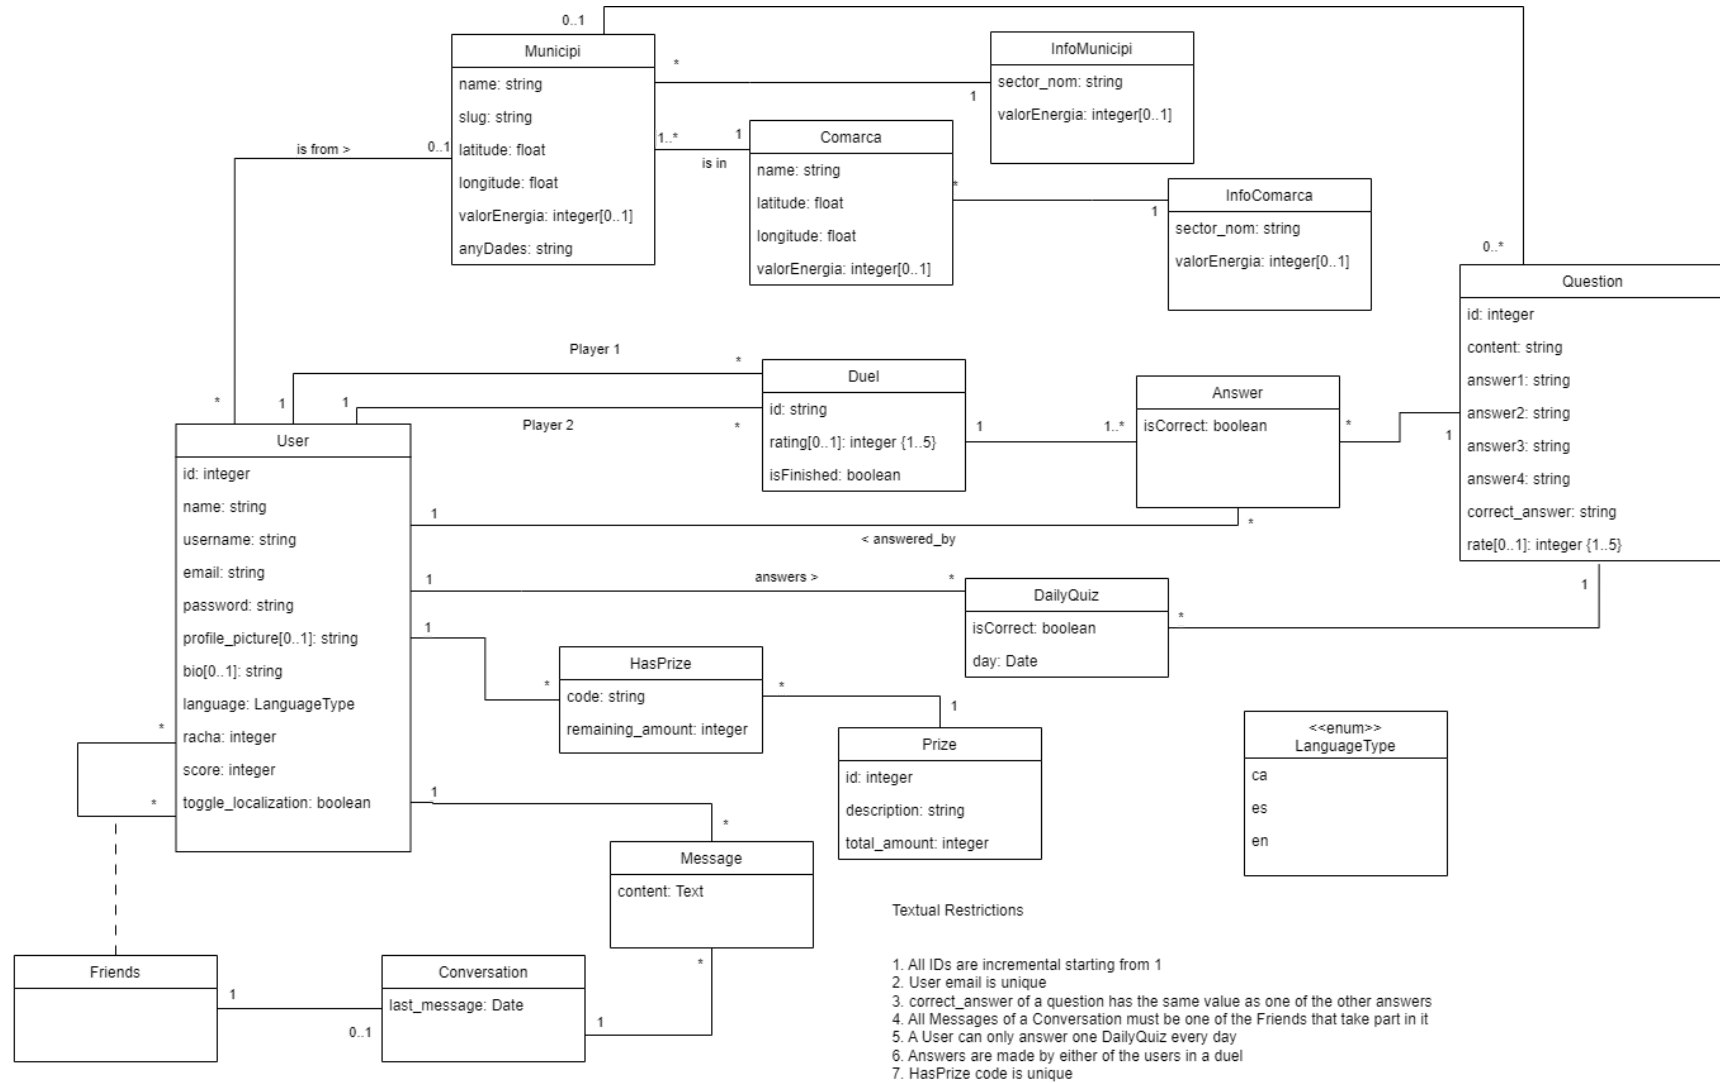 0..1
Municipi
name: string
slug: string
latitude: float
longitude: float
valorEnergia: integer[0..1]
anyDades: string
*
1
InfoMunicipi
sector_nom: string
valorEnergia: integer[0..1]
is from >
0..1
*
1..*
1
is in
Comarca
name: string
latitude: float
longitude: float
valorEnergia: integer[0..1]
*
1
InfoComarca
sector_nom: string
valorEnergia: integer[0..1]
0..*
Question
id: integer
content: string
answer1: string
answer2: string
answer3: string
answer4: string
correct_answer: string
rate[0..1]: integer {1..5}
Player 1
1
*
Player 2
1
*
Duel
id: string
rating[0..1]: integer {1..5}
isFinished: boolean
1
1..*
Answer
isCorrect: boolean
*
1
User
id: integer
name: string
username: string
email: string
password: string
profile_picture[0..1]: string
bio[0..1]: string
language: LanguageType
racha: integer
score: integer
toggle_localization: boolean
1
*
< answered_by
1
answers >
*
DailyQuiz
isCorrect: boolean
day: Date
*
1
1
*
HasPrize
code: string
remaining_amount: integer
*
1
Prize
id: integer
description: string
total_amount: integer
<<enum>>
LanguageType
ca
es
en
*
*
1
*
Message
content: Text
*
1
Friends
1
0..1
Conversation
last_message: Date
Textual Restrictions
1. All IDs are incremental starting from 1
2. User email is unique
3. correct_answer of a question has the same value as one of the other answers
4. All Messages of a Conversation must be one of the Friends that take part in it
5. A User can only answer one DailyQuiz every day
6. Answers are made by either of the users in a duel
7. HasPrize code is unique